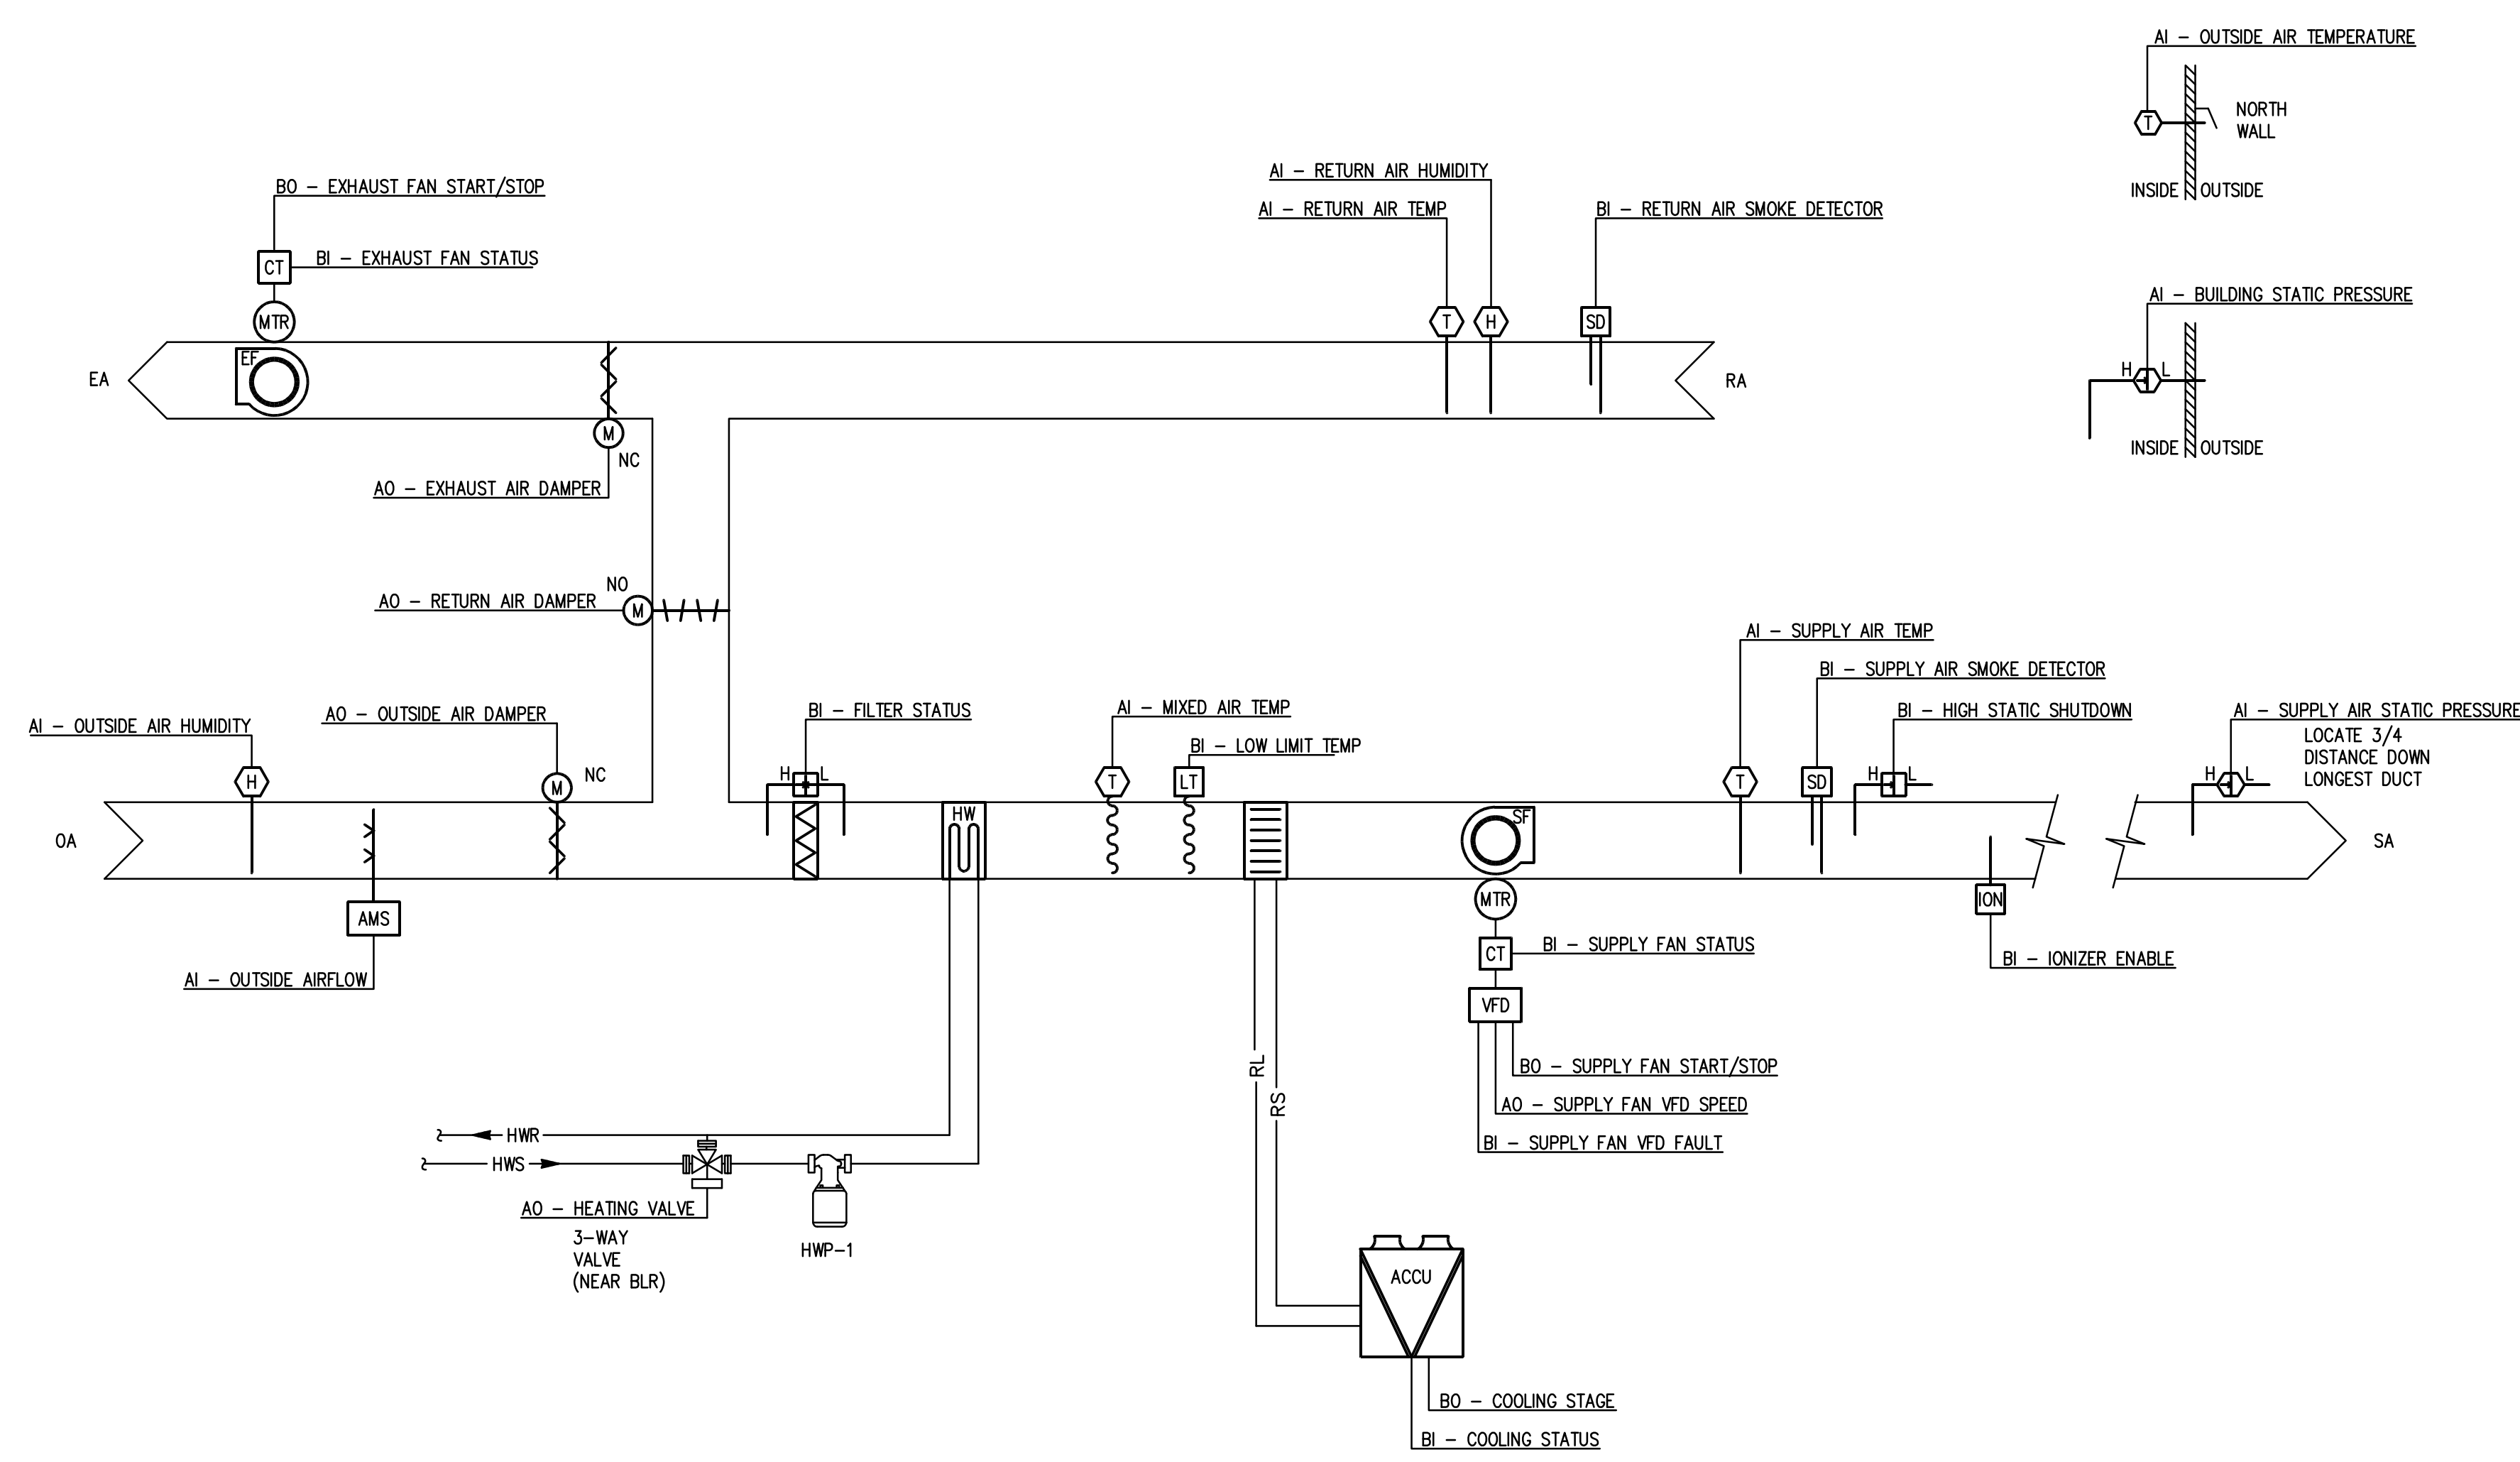 AI - OUTSIDE AIR TEMPERATURE
T
NORTH
WALL
INSIDE
OUTSIDE
AI - RETURN AIR HUMIDITY
BO - EXHAUST FAN START/STOP
AI - RETURN AIR TEMP
BI - RETURN AIR SMOKE DETECTOR
CT
BI - EXHAUST FAN STATUS
AI - BUILDING STATIC PRESSURE
MTR
T
H
SD
EF
EA
RA
H
L
M
NC
INSIDE
OUTSIDE
AO - EXHAUST AIR DAMPER
NO
AO - RETURN AIR DAMPER
M
AI - SUPPLY AIR TEMP
BI - SUPPLY AIR SMOKE DETECTOR
AI - OUTSIDE AIR HUMIDITY
AO - OUTSIDE AIR DAMPER
BI - FILTER STATUS
AI - MIXED AIR TEMP
BI - HIGH STATIC SHUTDOWN
AI - SUPPLY AIR STATIC PRESSURE
LOCATE 3/4
DISTANCE DOWN
LONGEST DUCT
BI - LOW LIMIT TEMP
H
M
NC
H
L
T
LT
T
SD
H
L
H
L
HW
SF
OA
SA
AMS
MTR
ION
AI - OUTSIDE AIRFLOW
CT
BI - SUPPLY FAN STATUS
BI - IONIZER ENABLE
VFD
RL
RS
BO - SUPPLY FAN START/STOP
AO - SUPPLY FAN VFD SPEED
BI - SUPPLY FAN VFD FAULT
HWR
HWS
AO - HEATING VALVE
3-WAY
VALVE
(NEAR BLR)
HWP-1
ACCU
BO - COOLING STAGE
BI - COOLING STATUS